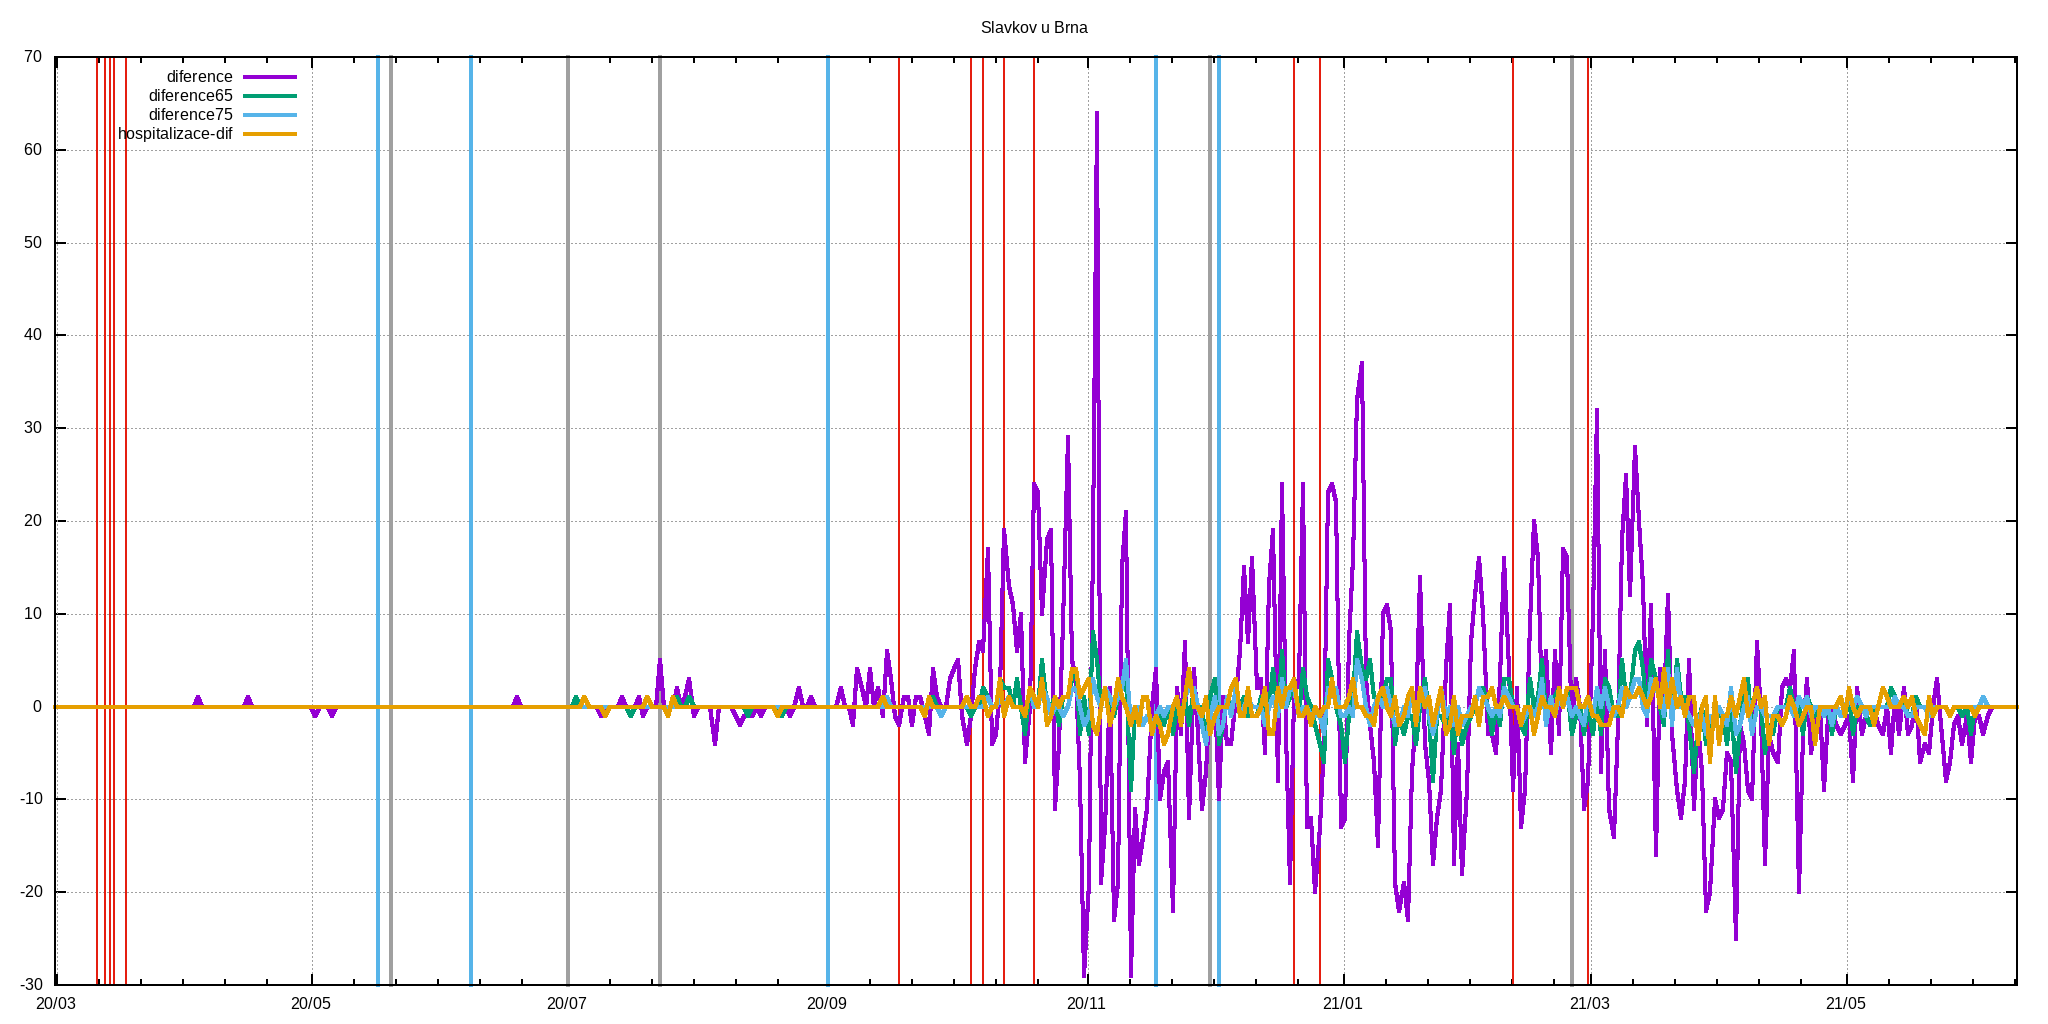 Slavkov u Brna
70
60
50
40
30
20
10
0
-10
-20
-30
diference
diference65
diference75
hospitalizace-dif
20/03 20/05 20/07 20/09 20/11 21/01 21/03 21/05